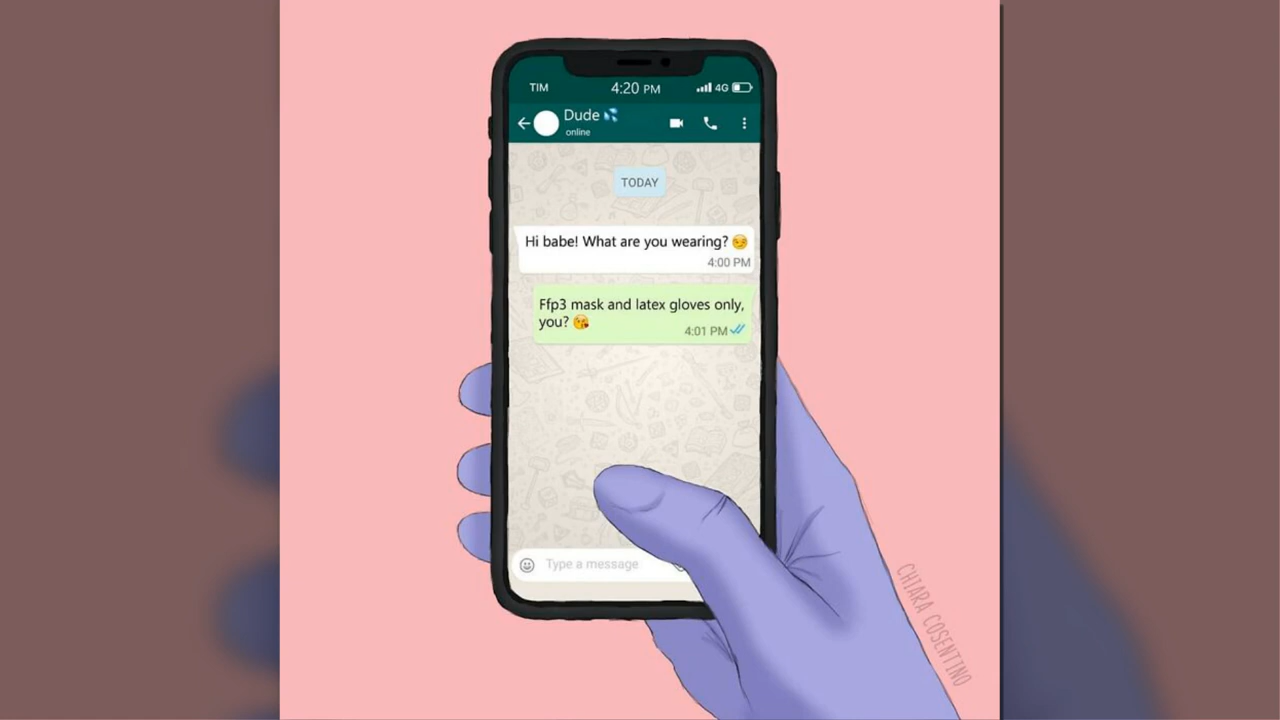 TIM 4:20 PM 4G
Dude 💦
online
TODAY
Hi babe! What are you wearing? 😏
4:00 PM
Ffp3 mask and latex gloves only,
you? 😘
4:01 PM
Type a message
CHIARA COSENTINO